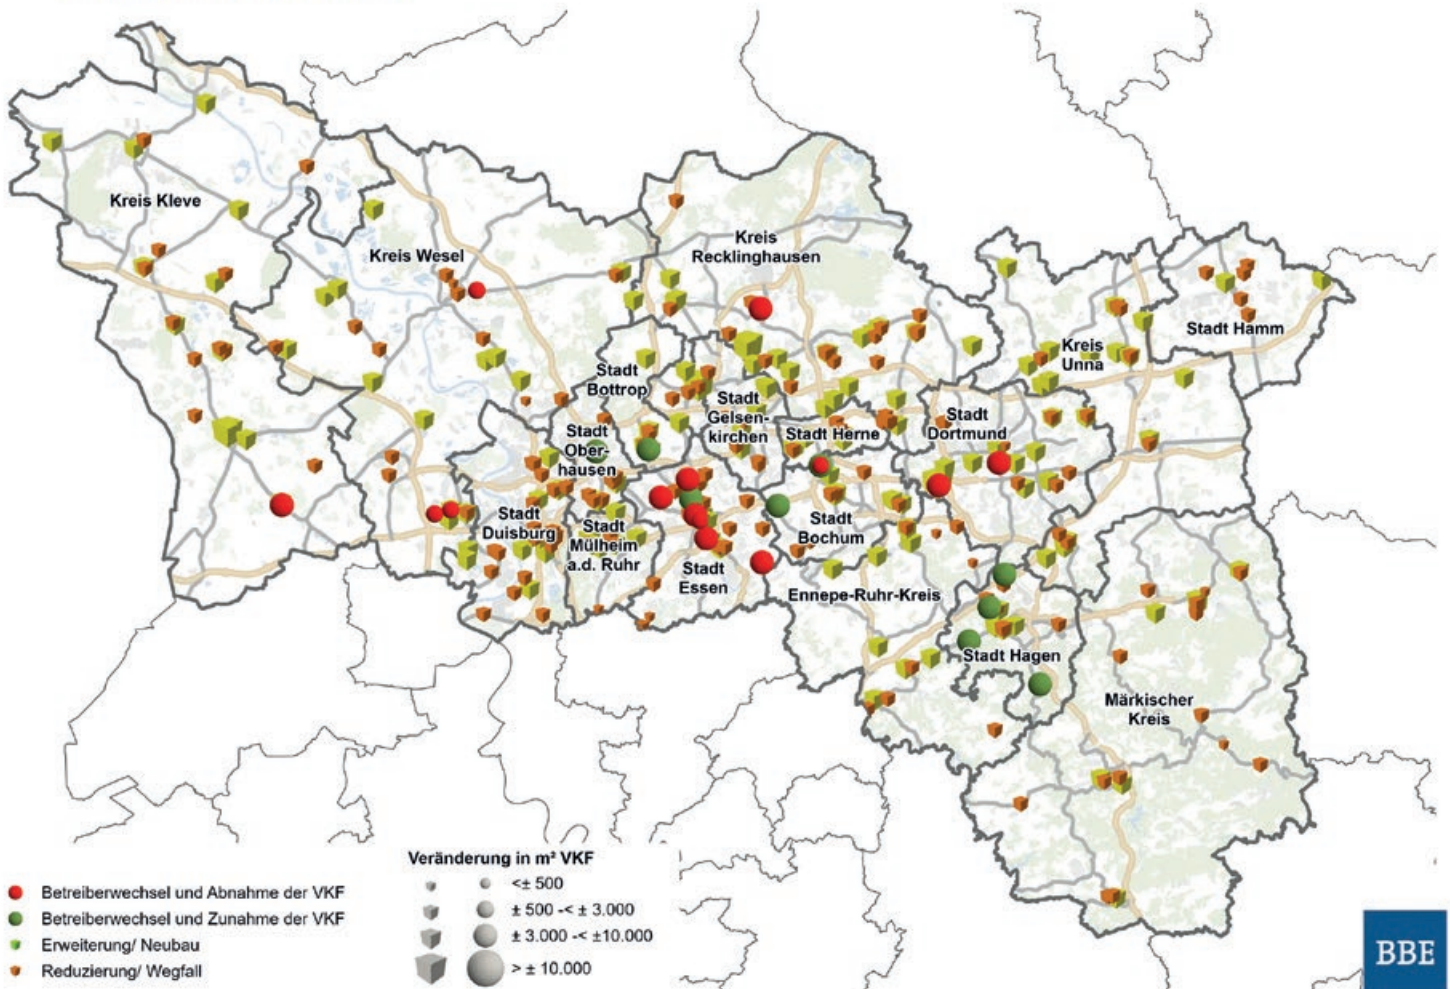 Kreis Kleve
Kreis Wesel
Kreis
Recklinghausen
Stadt Hamm
Kreis
Unna
Stadt
Bottrop
Stadt
Gelsen-
kirchen
Stadt Herne
Stadt
Dortmund
Stadt
Ober-
hausen
Stadt
Duisburg
Stadt
Mülheim
a.d. Ruhr
Stadt
Essen
Stadt
Bochum
Ennepe-Ruhr-Kreis
Stadt Hagen
Märkischer
Kreis
Betreiberwechsel und Abnahme der VKF
Betreiberwechsel und Zunahme der VKF
Erweiterung/ Neubau
Reduzierung/ Wegfall
Veränderung in m² VKF
<± 500
± 500 -< ± 3.000
± 3.000 -< ±10.000
> ± 10.000
BBE